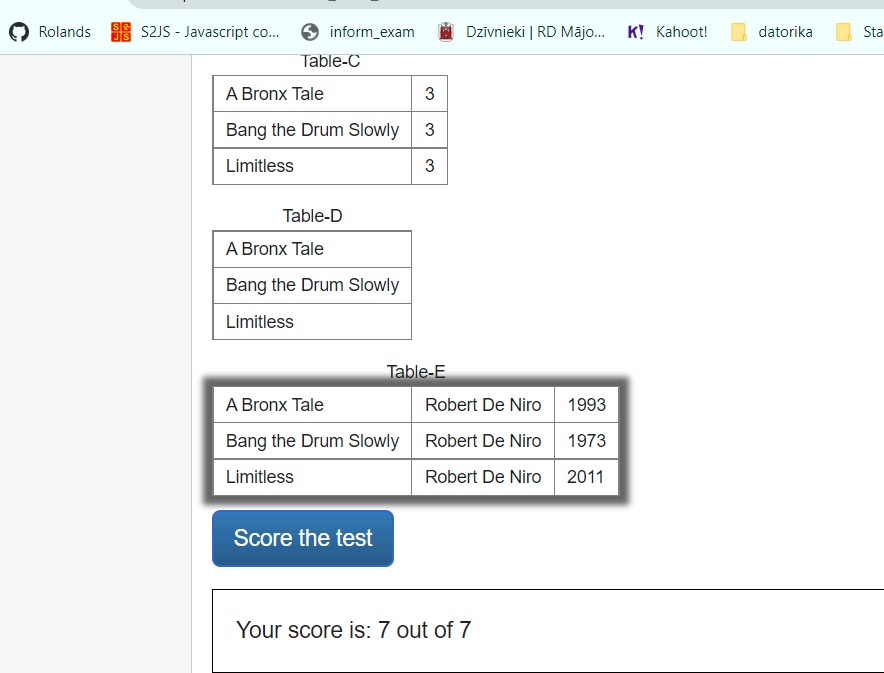 Rolands S2JS - Javascript co... inform_exam Dzīvnieki | RD Mājo... K! Kahoot! datorika Sta
Table-C
A Bronx Tale 3
Bang the Drum Slowly 3
Limitless 3
Table-D
A Bronx Tale
Bang the Drum Slowly
Limitless
Table-E
A Bronx Tale Robert De Niro 1993
Bang the Drum Slowly Robert De Niro 1973
Limitless Robert De Niro 2011
Score the test
Your score is: 7 out of 7